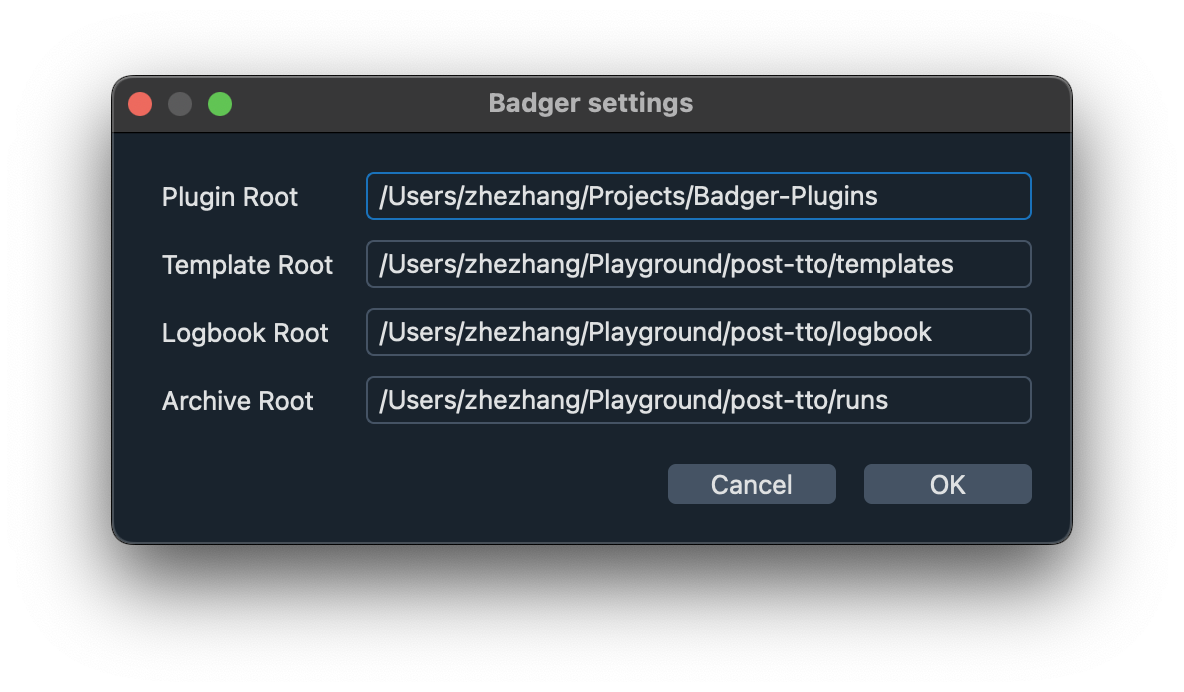 Badger settings
Plugin Root /Users/zhezhang/Projects/Badger-Plugins
Template Root /Users/zhezhang/Playground/post-tto/templates
Logbook Root /Users/zhezhang/Playground/post-tto/logbook
Archive Root /Users/zhezhang/Playground/post-tto/runs
Cancel OK